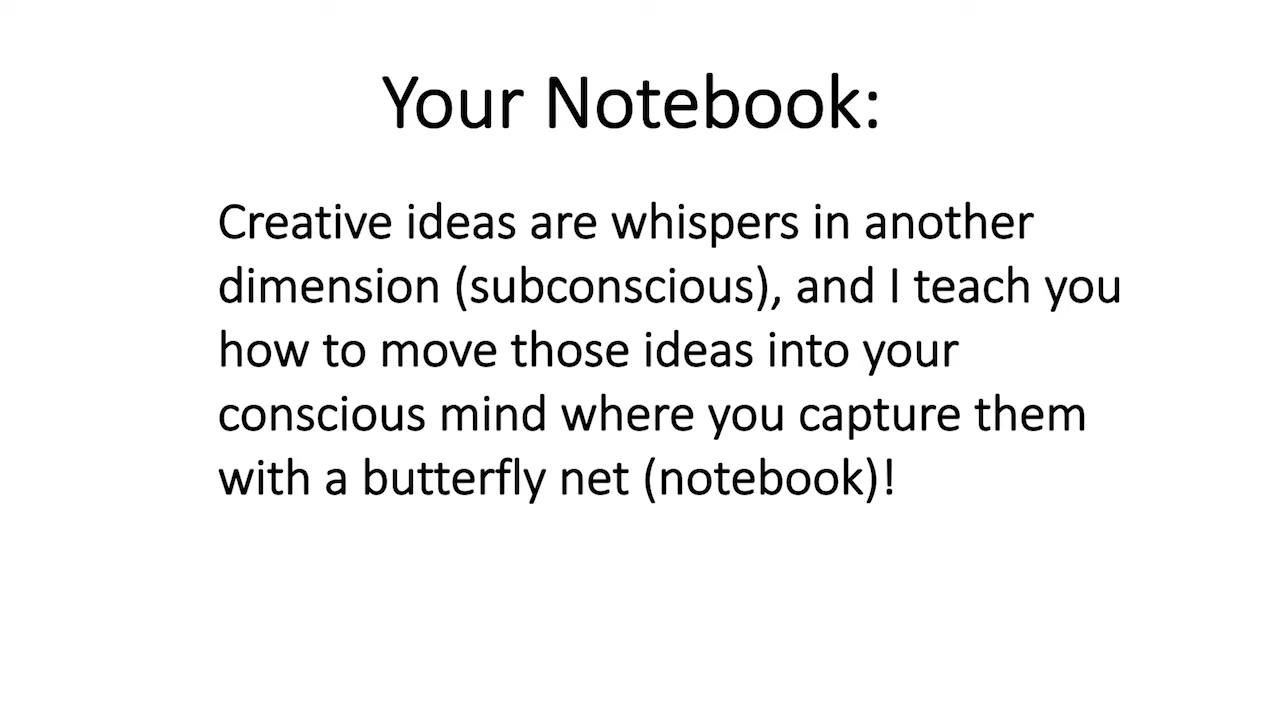 Your Notebook:
Creative ideas are whispers in another
dimension (subconscious), and I teach you
how to move those ideas into your
conscious mind where you capture them
with a butterfly net (notebook)!